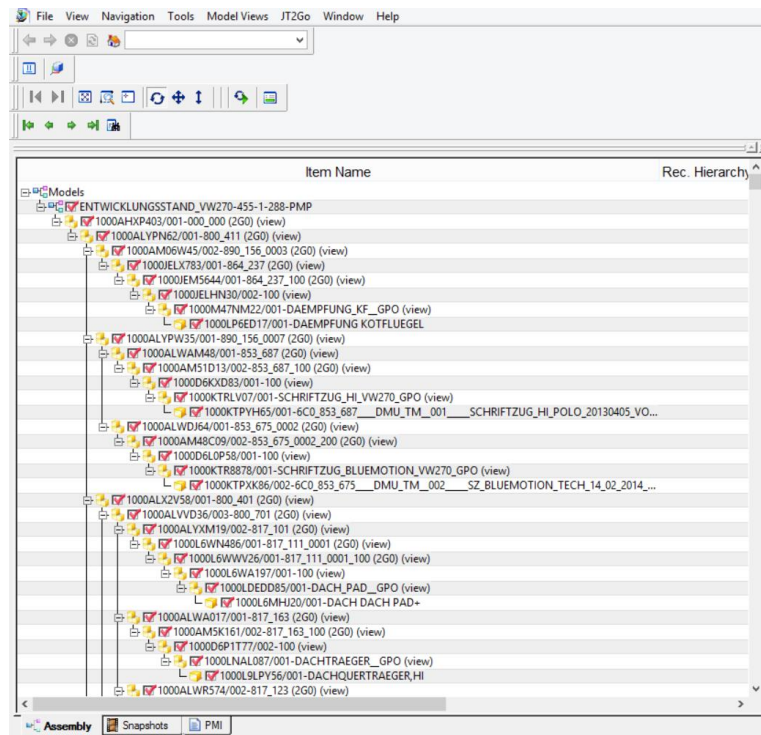 File View Navigation Tools Model Views JT2Go Window Help
Item Name Rec. Hierarchy
Models
ENTWICKLUNGSSTAND_VW270-455-1-288-PMP
1000AHXP403/001-000_000 (2G0) (view)
1000ALYPN62/001-800_411 (2G0) (view)
1000AM06W45/002-890_156_0003 (2G0) (view)
1000JELX783/001-864_237 (2G0) (view)
1000JEM5644/001-864_237_100 (2G0) (view)
1000JELHN30/002-100 (view)
1000M47NM22/001-DAEMPFUNG_KF__GPO (view)
1000LP6ED17/001-DAEMPFUNG KOTFLUEGEL
1000ALYPW35/001-890_156_0007 (2G0) (view)
1000ALWAM48/001-853_687 (2G0) (view)
1000AM51D13/002-853_687_100 (2G0) (view)
1000D6KXD83/001-100 (view)
1000KTRLV07/001-SCHRIFTZUG_HI_VW270_GPO (view)
1000KTPYH65/001-6C0_853_687___DMU_TM__001____SCHRIFTZUG_HI_POLO_20130405_VO...
1000ALWDJ64/001-853_675_0002 (2G0) (view)
1000AM48C09/002-853_675_0002_200 (2G0) (view)
1000D6L0P58/001-100 (view)
1000KTR8878/001-SCHRIFTZUG_BLUEMOTION_VW270_GPO (view)
1000KTPXK86/002-6C0_853_675___DMU_TM__002____SZ_BLUEMOTION_TECH_14_02_2014_...
1000ALX2V58/001-800_401 (2G0) (view)
1000ALVVD36/003-800_701 (2G0) (view)
1000ALYXM19/002-817_101 (2G0) (view)
1000L6WN486/001-817_111_0001 (2G0) (view)
1000L6WWV26/001-817_111_0001_100 (2G0) (view)
1000L6WA197/001-100 (view)
1000LDEDD85/001-DACH_PAD__GPO (view)
1000L6MHJ20/001-DACH DACH PAD+
1000ALWA017/001-817_163 (2G0) (view)
1000AM5K161/002-817_163_100 (2G0) (view)
1000D6P1T77/002-100 (view)
1000LNAL087/001-DACHTRAEGER__GPO (view)
1000L9LPY56/001-DACHQUERTRAEGER,HI
1000ALWR574/002-817_123 (2G0) (view)
Assembly Snapshots PMI